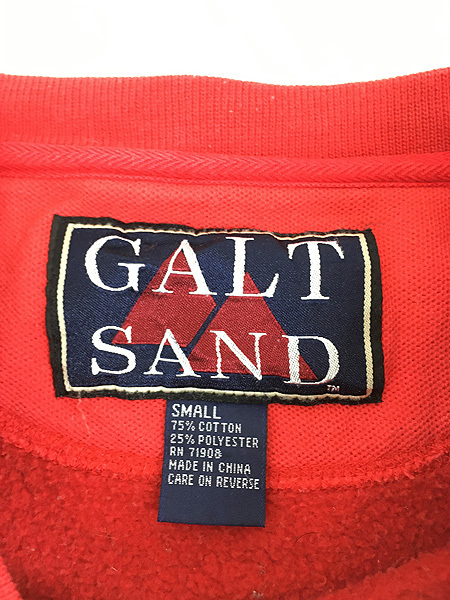 GALT
SAND
TM
SMALL
75% COTTON
25% POLYESTER
RN 71908
MADE IN CHINA
CARE ON REVERSE